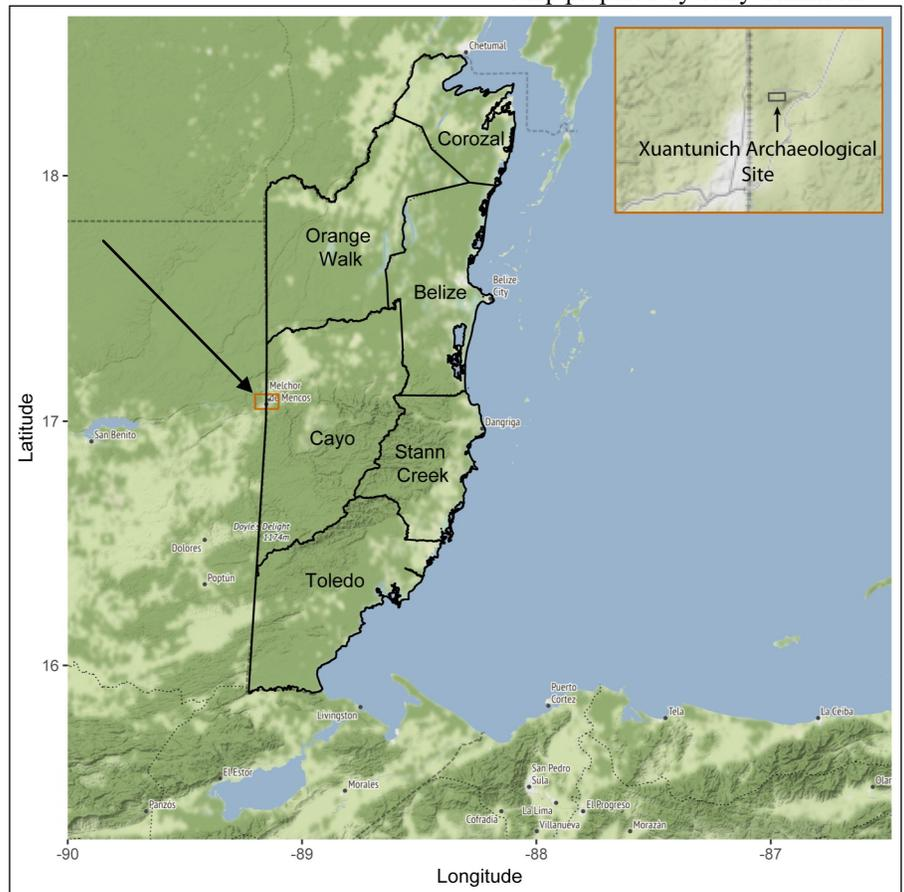 Chetumal
Corozal
Xuantunich Archaeological
Site
18
Orange
Walk
Belize
Belize
City
Melchor
de Mencos
17
San Benito
Dangriga
Cayo
Stann
Creek
Latitude
Doyle's Delight
1174m
Dolores
Poptún
Toledo
16
Livingston
Puerto
Cortez
Tela
La Ceiba
El Estor
Morales
San Pedro
Sula
Panzós
La Lima
El Progreso
Cofradía
Villanueva
Morazán
-90
-89
-88
-87
Longitude